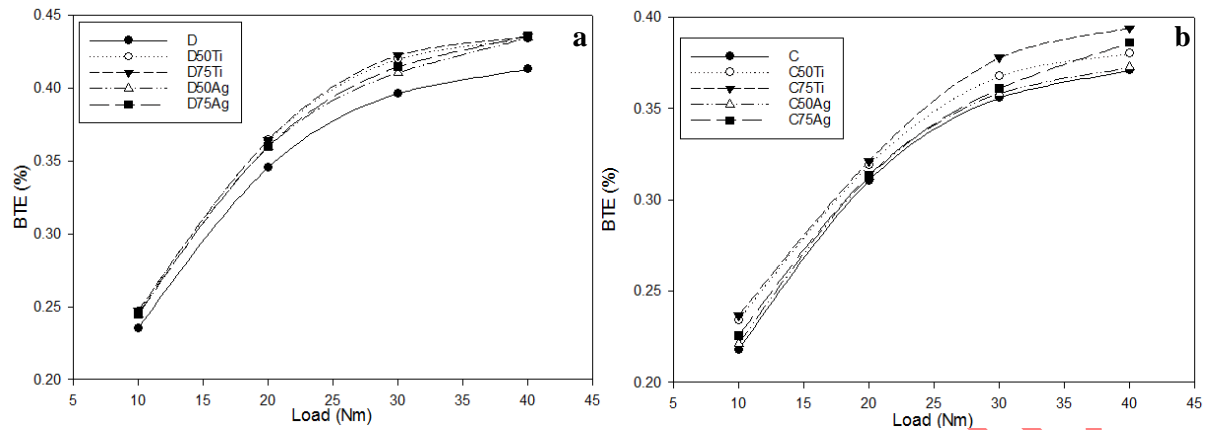 a
D
D50Ti
D75Ti
D50Ag
D75Ag
BTE (%)
0.45
0.40
0.35
0.30
0.25
0.20
5 10 15 20 25 30 35 40 45
Load (Nm)
b
C
C50Ti
C75Ti
C50Ag
C75Ag
BTE (%)
0.40
0.35
0.30
0.25
0.20
5 10 15 20 25 30 35 40 45
Load (Nm)